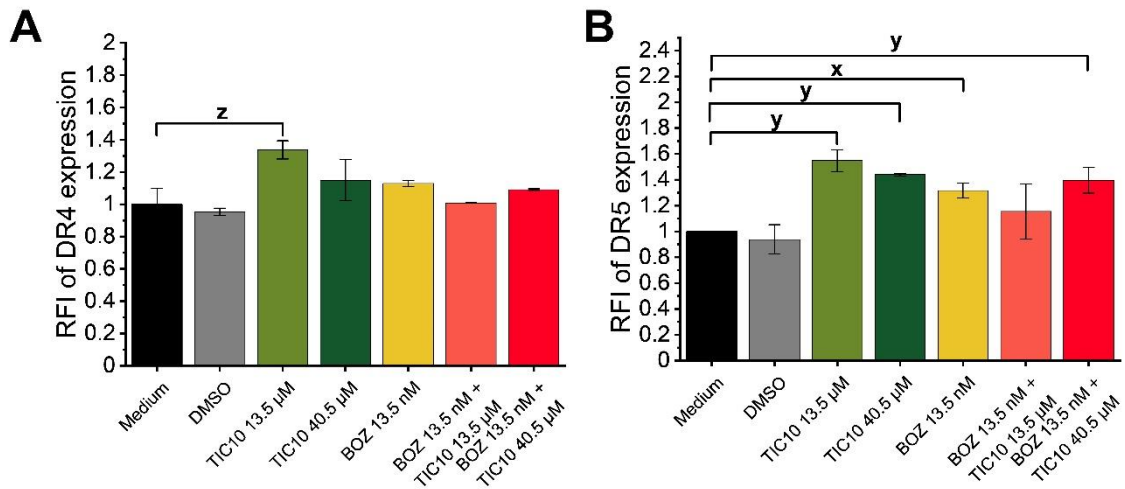 A
RFI of DR4 expression
2
1.8
1.6
1.4
1.2
1
0.8
0.6
0.4
0.2
0
z
Medium
DMSO
TIC10 13.5 µM
TIC10 40.5 µM
BOZ 13.5 nM
BOZ 13.5 nM +
TIC10 13.5 µM
BOZ 13.5 nM +
TIC10 40.5 µM
B
RFI of DR5 expression
2.4
2.2
2
1.8
1.6
1.4
1.2
1
0.8
0.6
0.4
0.2
0
y
x
y
y
Medium
DMSO
TIC10 13.5 µM
TIC10 40.5 µM
BOZ 13.5 nM
BOZ 13.5 nM +
TIC10 13.5 µM
BOZ 13.5 nM +
TIC10 40.5 µM